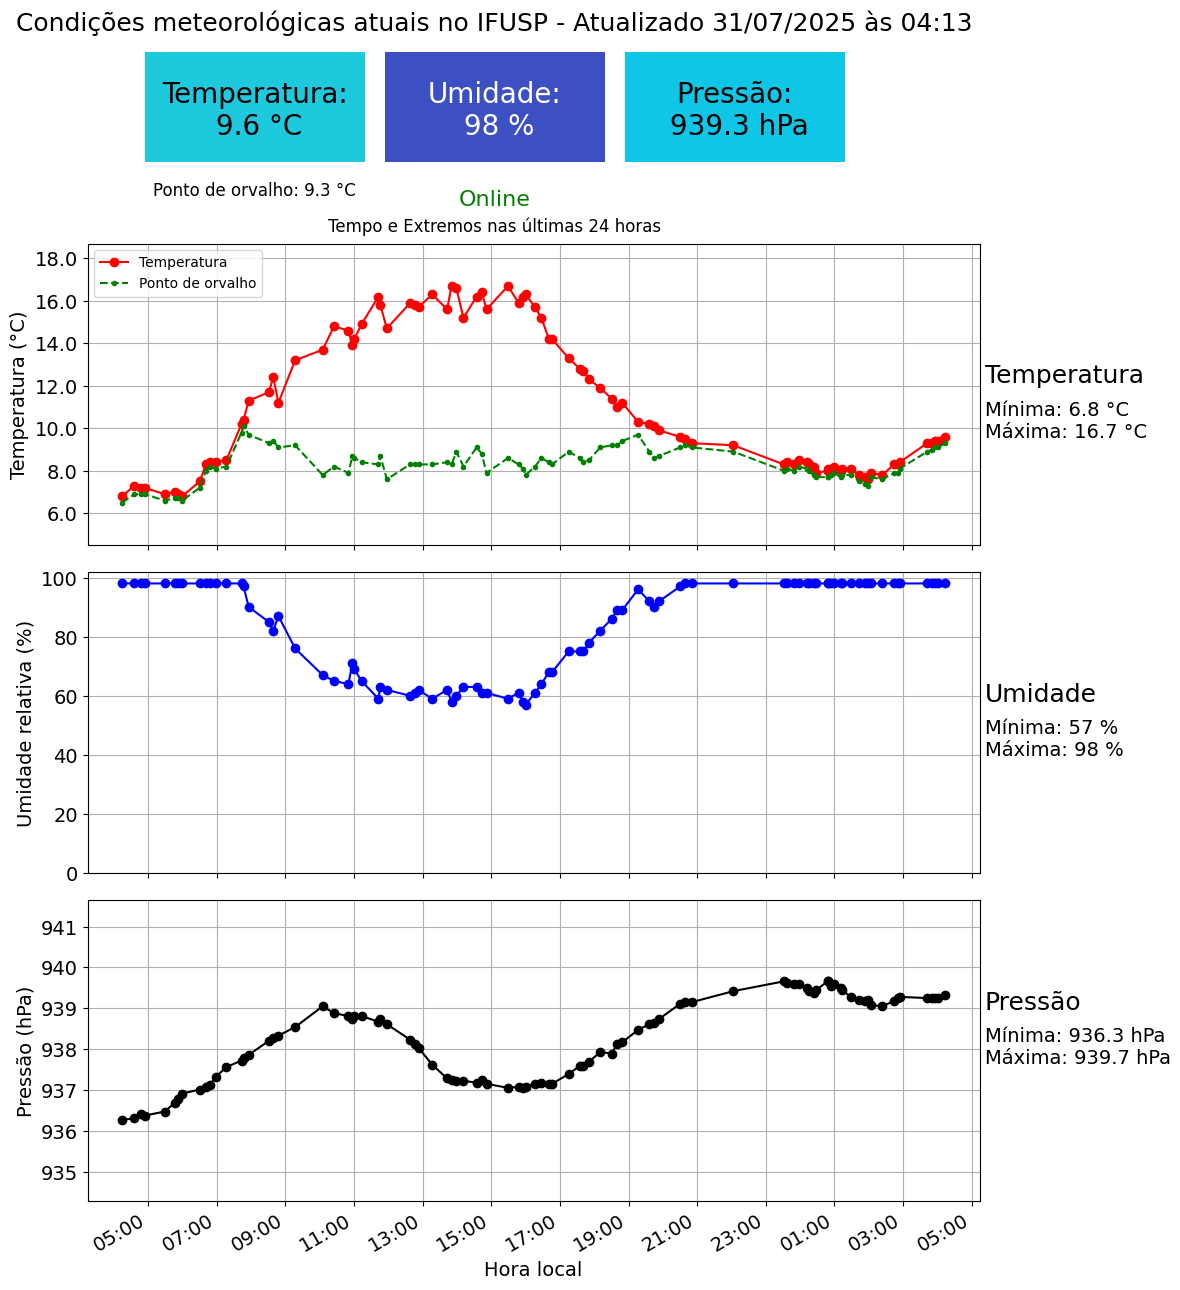 Condições meteorológicas atuais no IFUSP - Atualizado 31/07/2025 às 04:13
Temperatura:
9.6 °C
Umidade:
98 %
Pressão:
939.3 hPa
Ponto de orvalho: 9.3 °C
Online
Tempo e Extremos nas últimas 24 horas
Temperatura
Ponto de orvalho
Temperatura (°C)
18.0
16.0
14.0
12.0
10.0
8.0
6.0
Temperatura
Mínima: 6.8 °C
Máxima: 16.7 °C
Umidade relativa (%)
100
80
60
40
20
0
Umidade
Mínima: 57 %
Máxima: 98 %
Pressão (hPa)
941
940
939
938
937
936
935
Pressão
Mínima: 936.3 hPa
Máxima: 939.7 hPa
05:00 07:00 09:00 11:00 13:00 15:00 17:00 19:00 21:00 23:00 01:00 03:00 05:00
Hora local